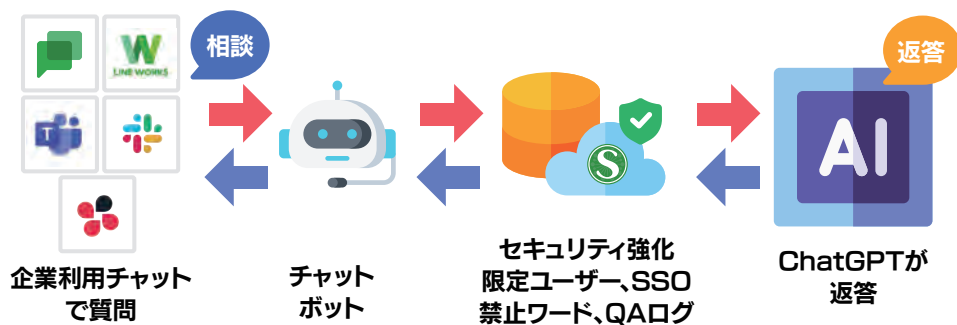 相談
返答
W
LINE WORKS
T
S
AI
企業利用チャット
で質問
チャット
ボット
セキュリティ強化
限定ユーザー、SSO
禁止ワード、QAログ
ChatGPTが
返答